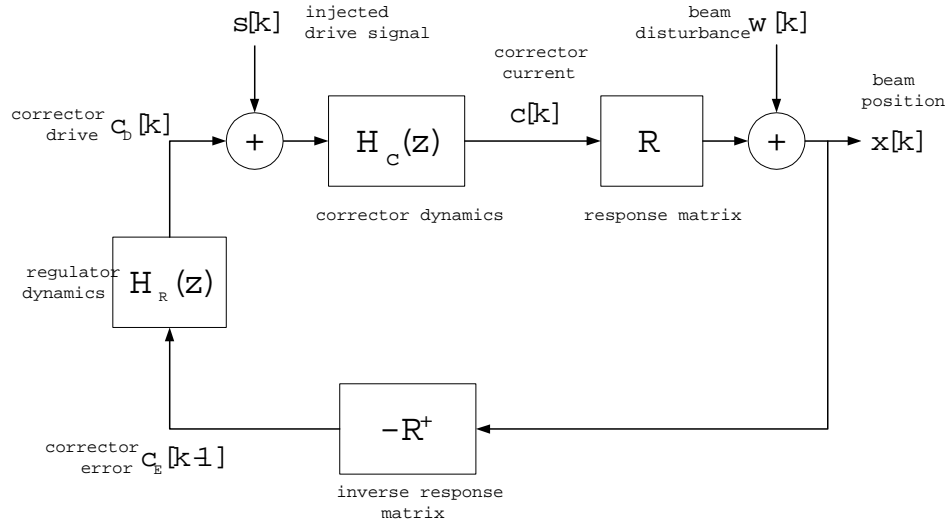 s[k]
injected
drive signal
beam
disturbance
w[k]
corrector
current
c[k]
beam
position
x[k]
corrector
drive
c_D[k]
+
H_C(z)
R
+
corrector dynamics
response matrix
regulator
dynamics
H_R(z)
-R⁺
corrector
error
c_E[k-1]
inverse response
matrix